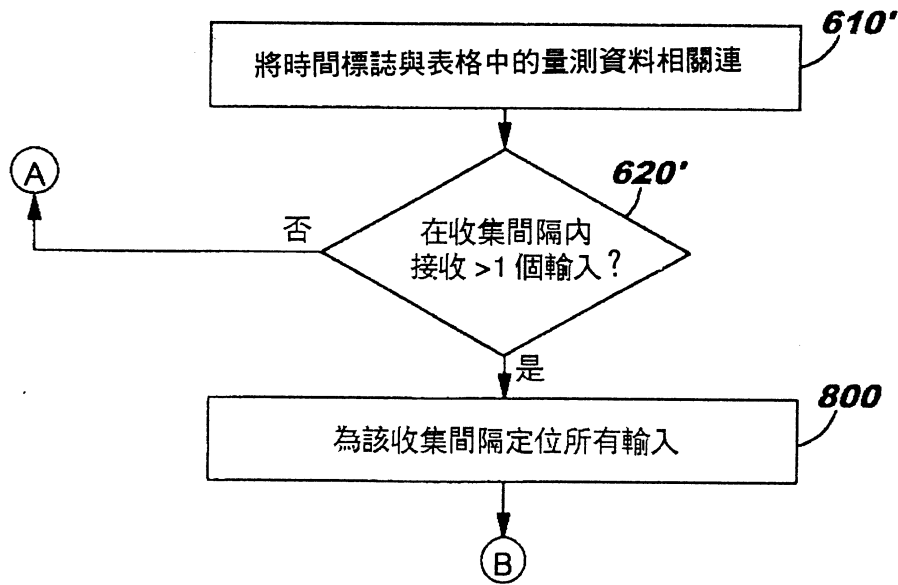 610'
將時間標誌與表格中的量測資料相關連
A
620'
否
在收集間隔內
接收 >1 個輸入？
是
800
為該收集間隔定位所有輸入
B